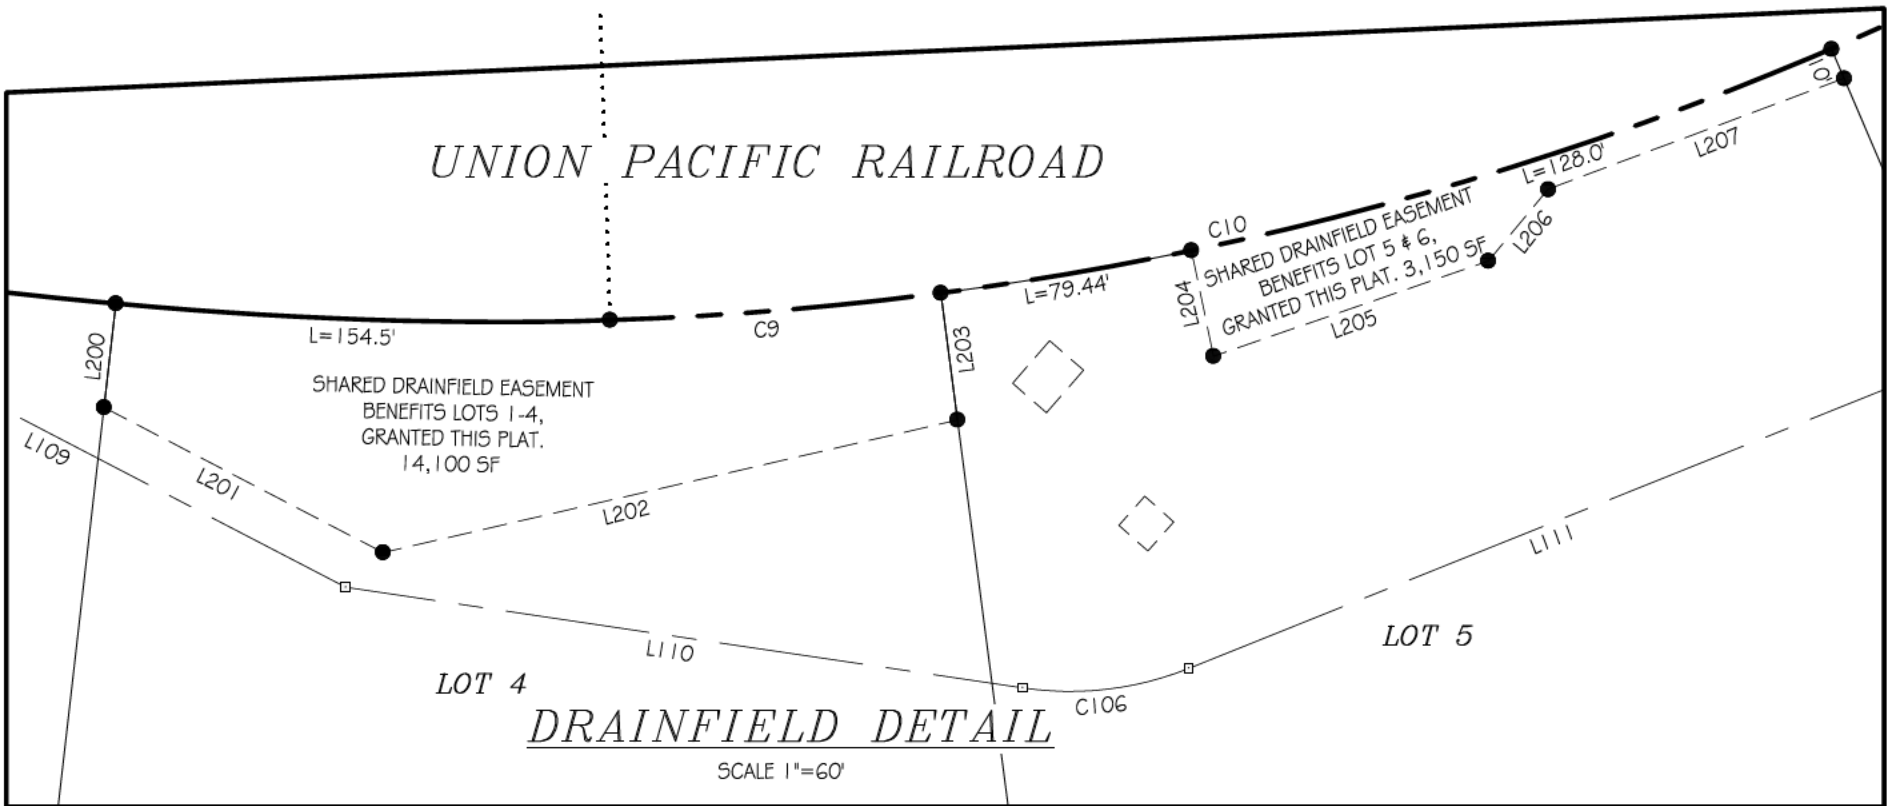 UNION PACIFIC RAILROAD
L207
L=128.0'
C10
L206
SHARED DRAINFIELD EASEMENT
BENEFITS LOT 5 & 6,
GRANTED THIS PLAT. 3,150 SF
L204
L205
L=79.44'
C9
L=154.5'
L200
L203
SHARED DRAINFIELD EASEMENT
BENEFITS LOTS 1-4,
GRANTED THIS PLAT.
14,100 SF
L109
L201
L202
L111
L110
LOT 5
LOT 4
C106
DRAINFIELD DETAIL
SCALE 1"=60'